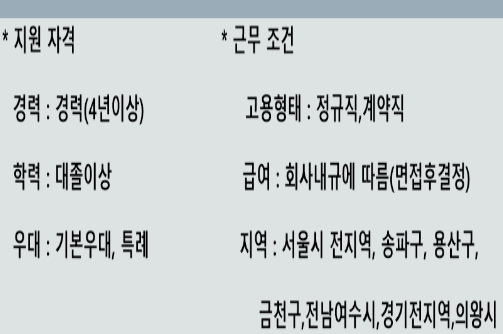 * 지원 자격
* 근무 조건
경력 : 경력(4년이상)
고용형태 : 정규직,계약직
학력 : 대졸이상
급여 : 회사내규에 따름(면접후결정)
우대 : 기본우대, 특례
지역 : 서울시 전지역, 송파구, 용산구,
금천구,전남여수시,경기전지역,의왕시